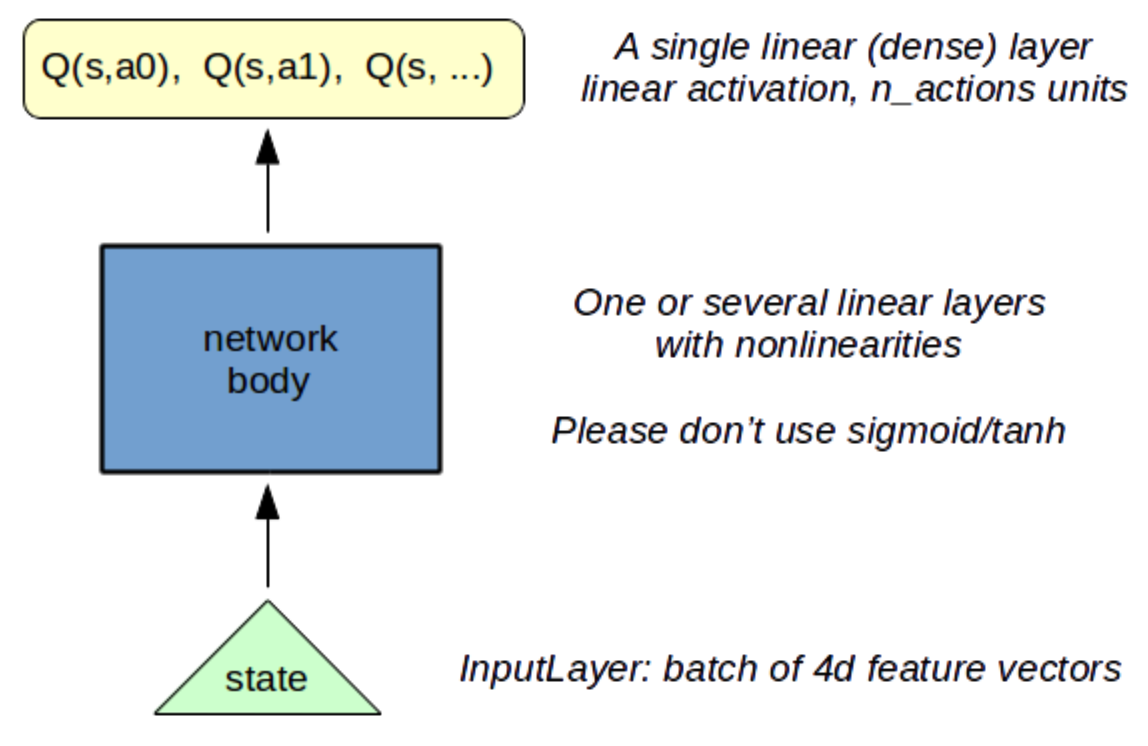 Q(s,a0), Q(s,a1), Q(s, ...)
A single linear (dense) layer
linear activation, n_actions units
network
body
One or several linear layers
with nonlinearities
Please don’t use sigmoid/tanh
state
InputLayer: batch of 4d feature vectors